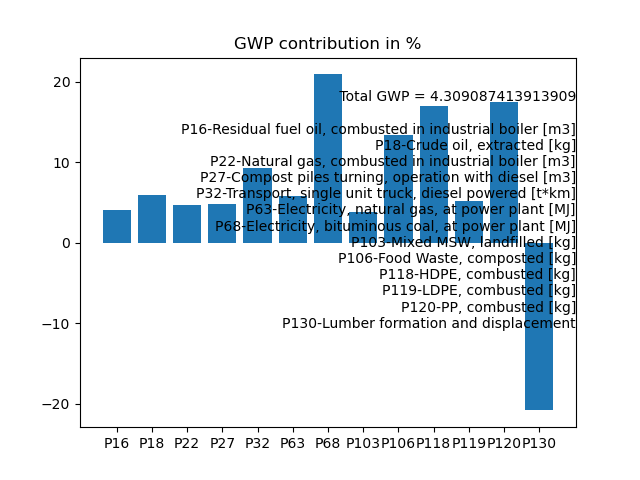 GWP contribution in %
20
10
0
−10
−20
Total GWP = 4.309087413913909
P16-Residual fuel oil, combusted in industrial boiler [m3]
P18-Crude oil, extracted [kg]
P22-Natural gas, combusted in industrial boiler [m3]
P27-Compost piles turning, operation with diesel [m3]
P32-Transport, single unit truck, diesel powered [t*km]
P63-Electricity, natural gas, at power plant [MJ]
P68-Electricity, bituminous coal, at power plant [MJ]
P103-Mixed MSW, landfilled [kg]
P106-Food Waste, composted [kg]
P118-HDPE, combusted [kg]
P119-LDPE, combusted [kg]
P120-PP, combusted [kg]
P130-Lumber formation and displacement
P16 P18 P22 P27 P32 P63 P68 P103 P106 P118 P119 P120 P130